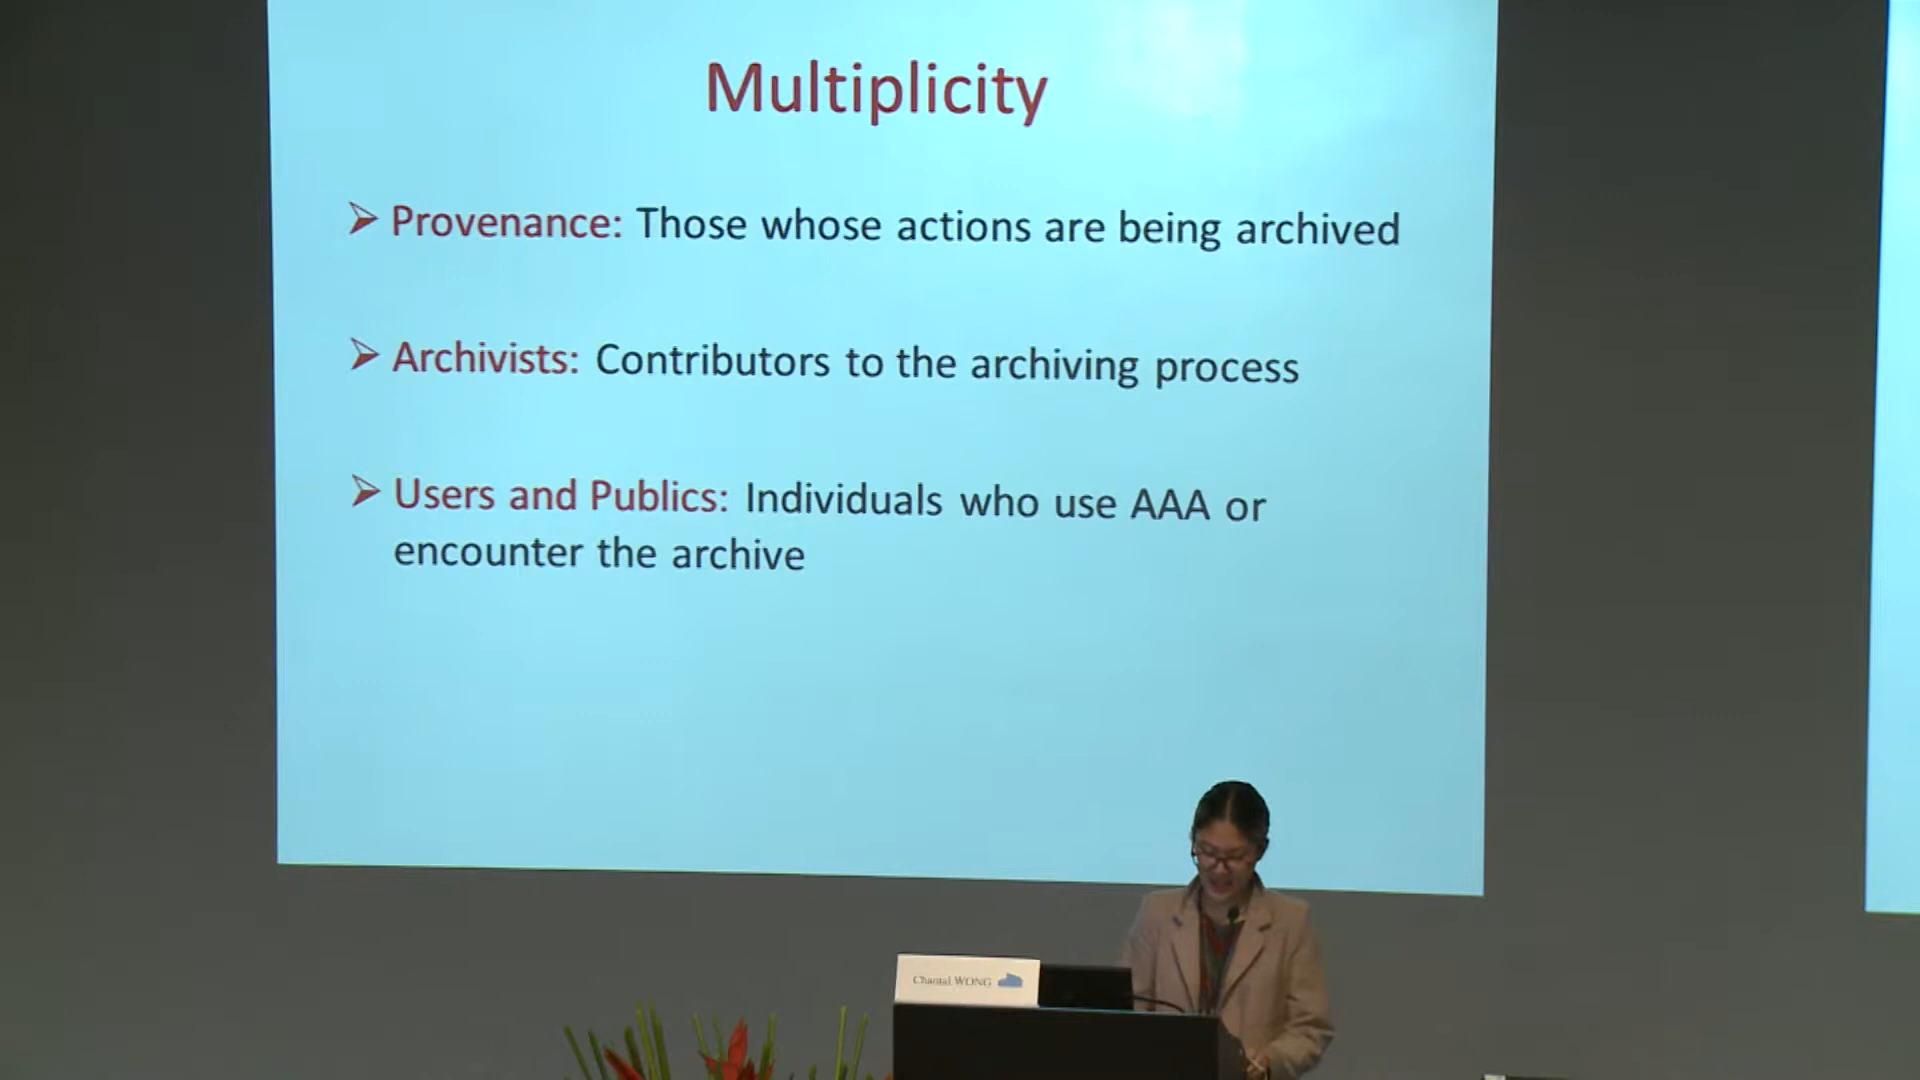 Multiplicity
Provenance: Those whose actions are being archived
Archivists: Contributors to the archiving process
Users and Publics: Individuals who use AAA or
encounter the archive
Chantal WONG